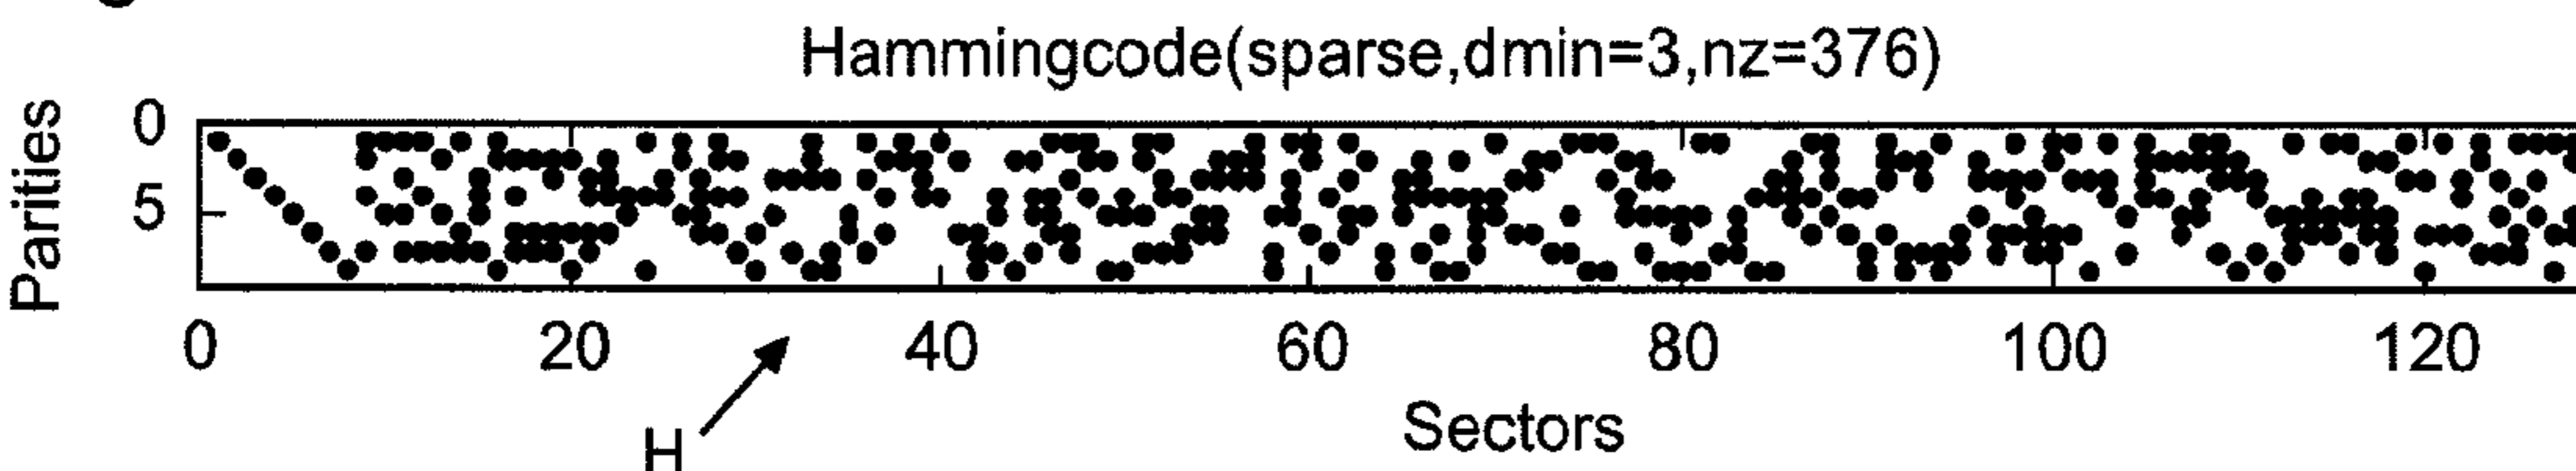 Hammingcode(sparse,dmin=3,nz=376)
Parities
0
5
0 20 40 60 80 100 120
H
Sectors